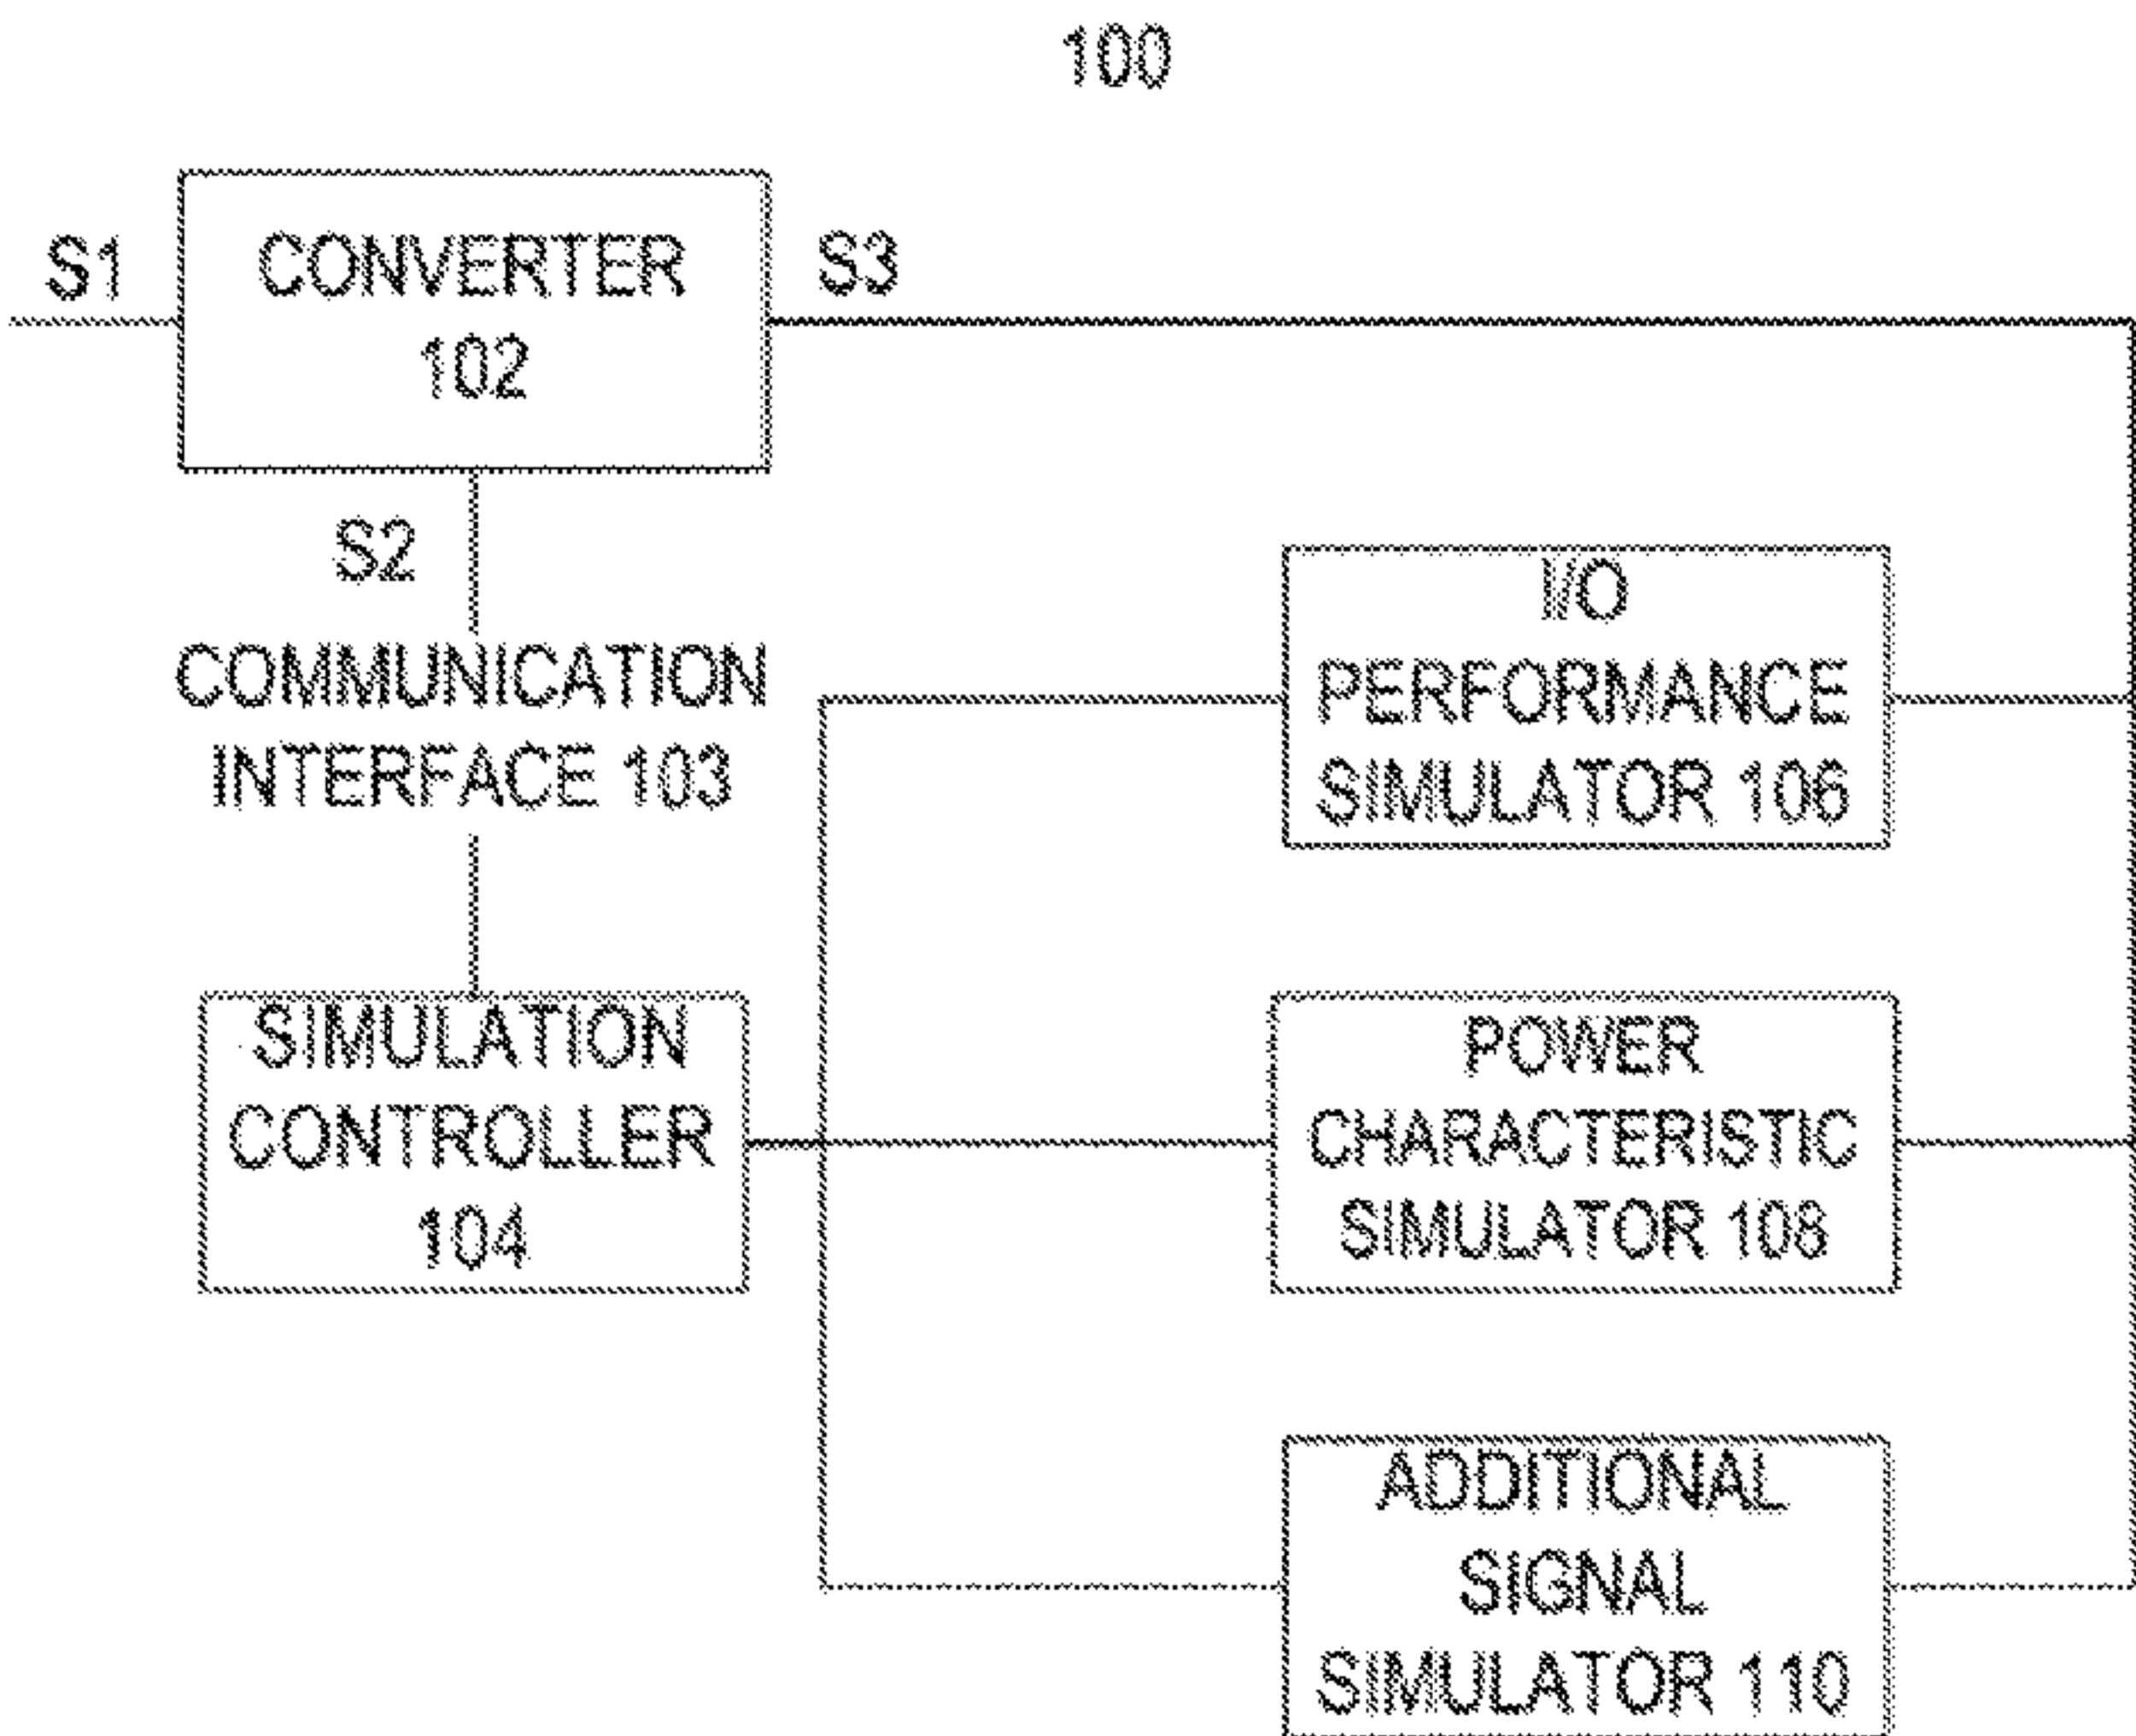 100
S1
CONVERTER
102
S3
S2
COMMUNICATION
INTERFACE 103
I/O
PERFORMANCE
SIMULATOR 106
SIMULATION
CONTROLLER
104
POWER
CHARACTERISTIC
SIMULATOR 108
ADDITIONAL
SIGNAL
SIMULATOR 110